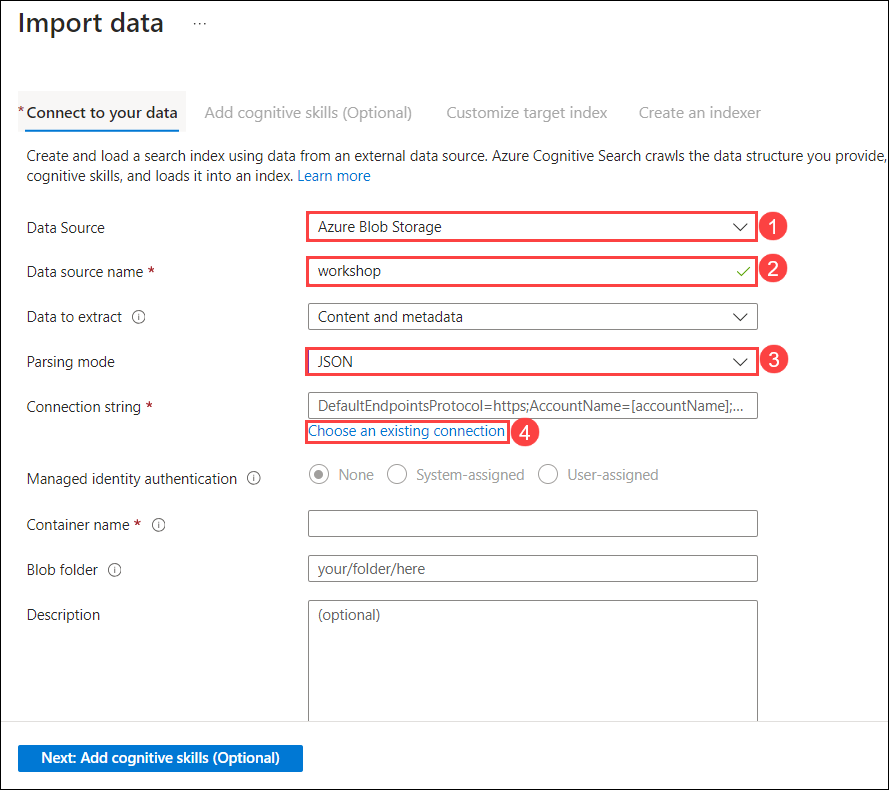 Import data ...
* Connect to your data Add cognitive skills (Optional) Customize target index Create an indexer
Create and load a search index using data from an external data source. Azure Cognitive Search crawls the data structure you provide,
cognitive skills, and loads it into an index. Learn more
Data Source Azure Blob Storage 1
Data source name * workshop 2
Data to extract Content and metadata
Parsing mode JSON 3
Connection string * DefaultEndpointsProtocol=https;AccountName=[accountName];...
Choose an existing connection 4
Managed identity authentication None System-assigned User-assigned
Container name *
Blob folder your/folder/here
Description (optional)
Next: Add cognitive skills (Optional)